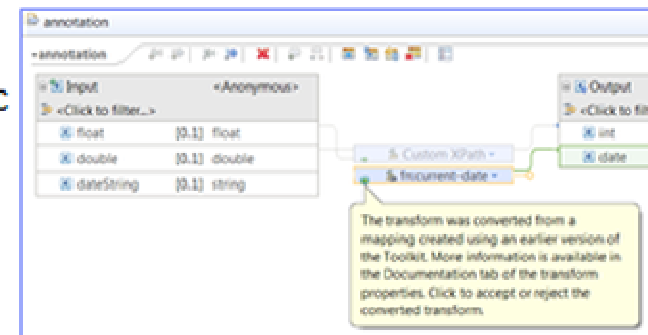 annotation
annottation
Input <Anonymous>
<Click to filter...>
float [0..1] float
double [0..1] double
dateString [0..1] string
Output
<Click to filt
int
date
Custom XPath
fn:current-date
The transform was converted from a
mapping created using an earlier version of
the Toolkit. More information is available in
the Documentation tab of the transform
properties. Click to accept or reject the
converted transform.
c